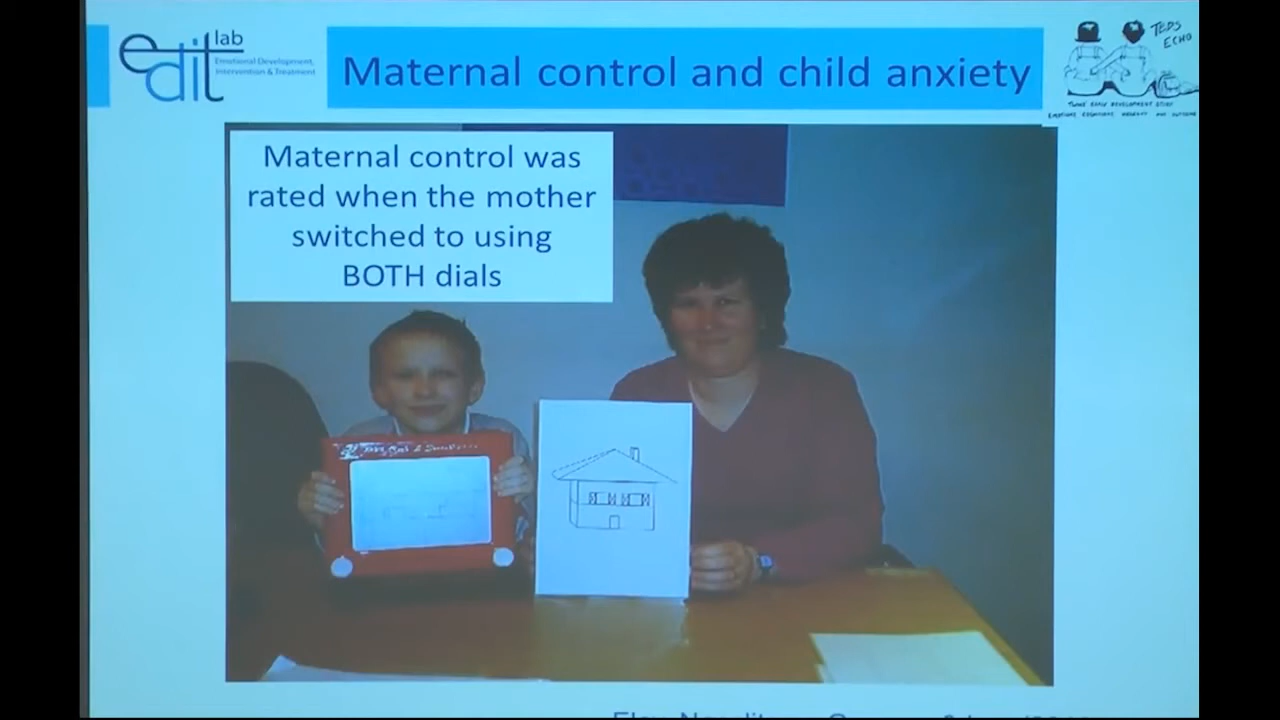 edit lab
Emotional Development,
Intervention & Treatment
Maternal control and child anxiety
TEDS
ECHO
Maternal control was
rated when the mother
switched to using
BOTH dials